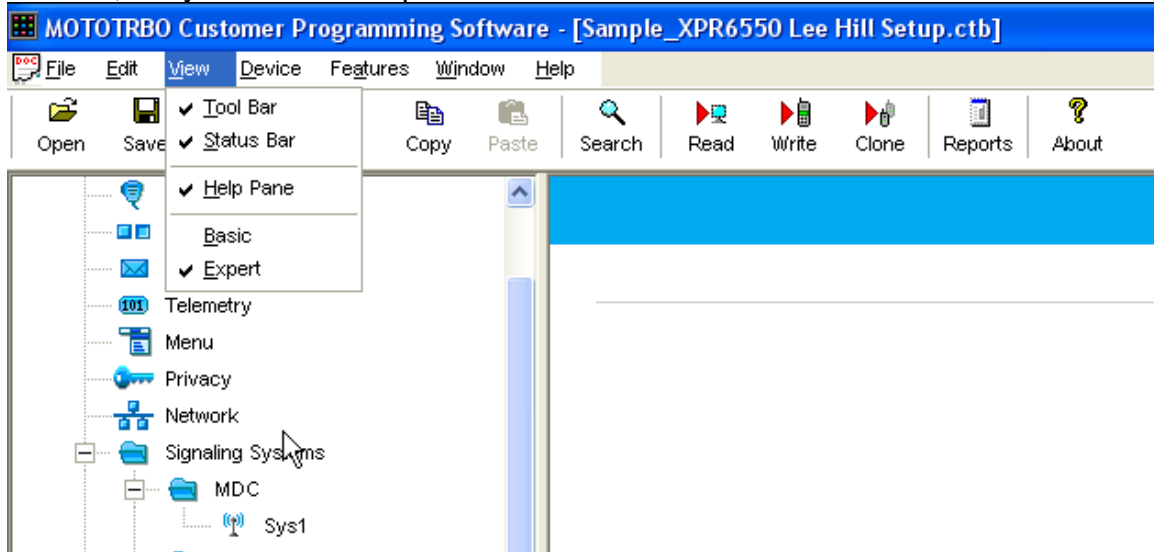 MOTOTRBO Customer Programming Software - [Sample_XPR6550 Lee Hill Setup.ctb]
DOC File Edit View Device Features Window Help
Open Save Copy Paste Search Read Write Clone Reports About
Tool Bar
Status Bar
Help Pane
Basic
Expert
101 Telemetry
Menu
Privacy
Network
Signaling Systems
MDC
Sys1